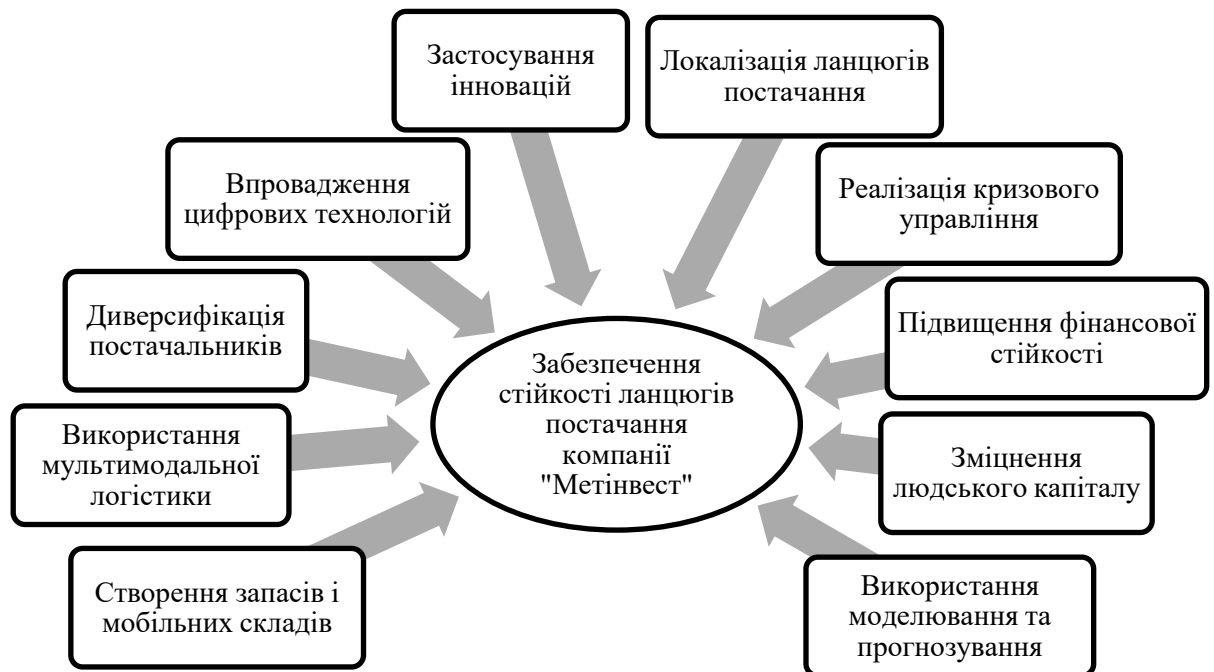 Застосування
інновацій
Локалізація ланцюгів
постачання
Впровадження
цифрових технологій
Реалізація кризового
управління
Диверсифікація
постачальників
Підвищення фінансової
стійкості
Забезпечення
стійкості ланцюгів
постачання
компанії
"Метінвест"
Використання
мультимодальної
логістики
Зміцнення
людського капіталу
Створення запасів і
мобільних складів
Використання
моделювання та
прогнозування